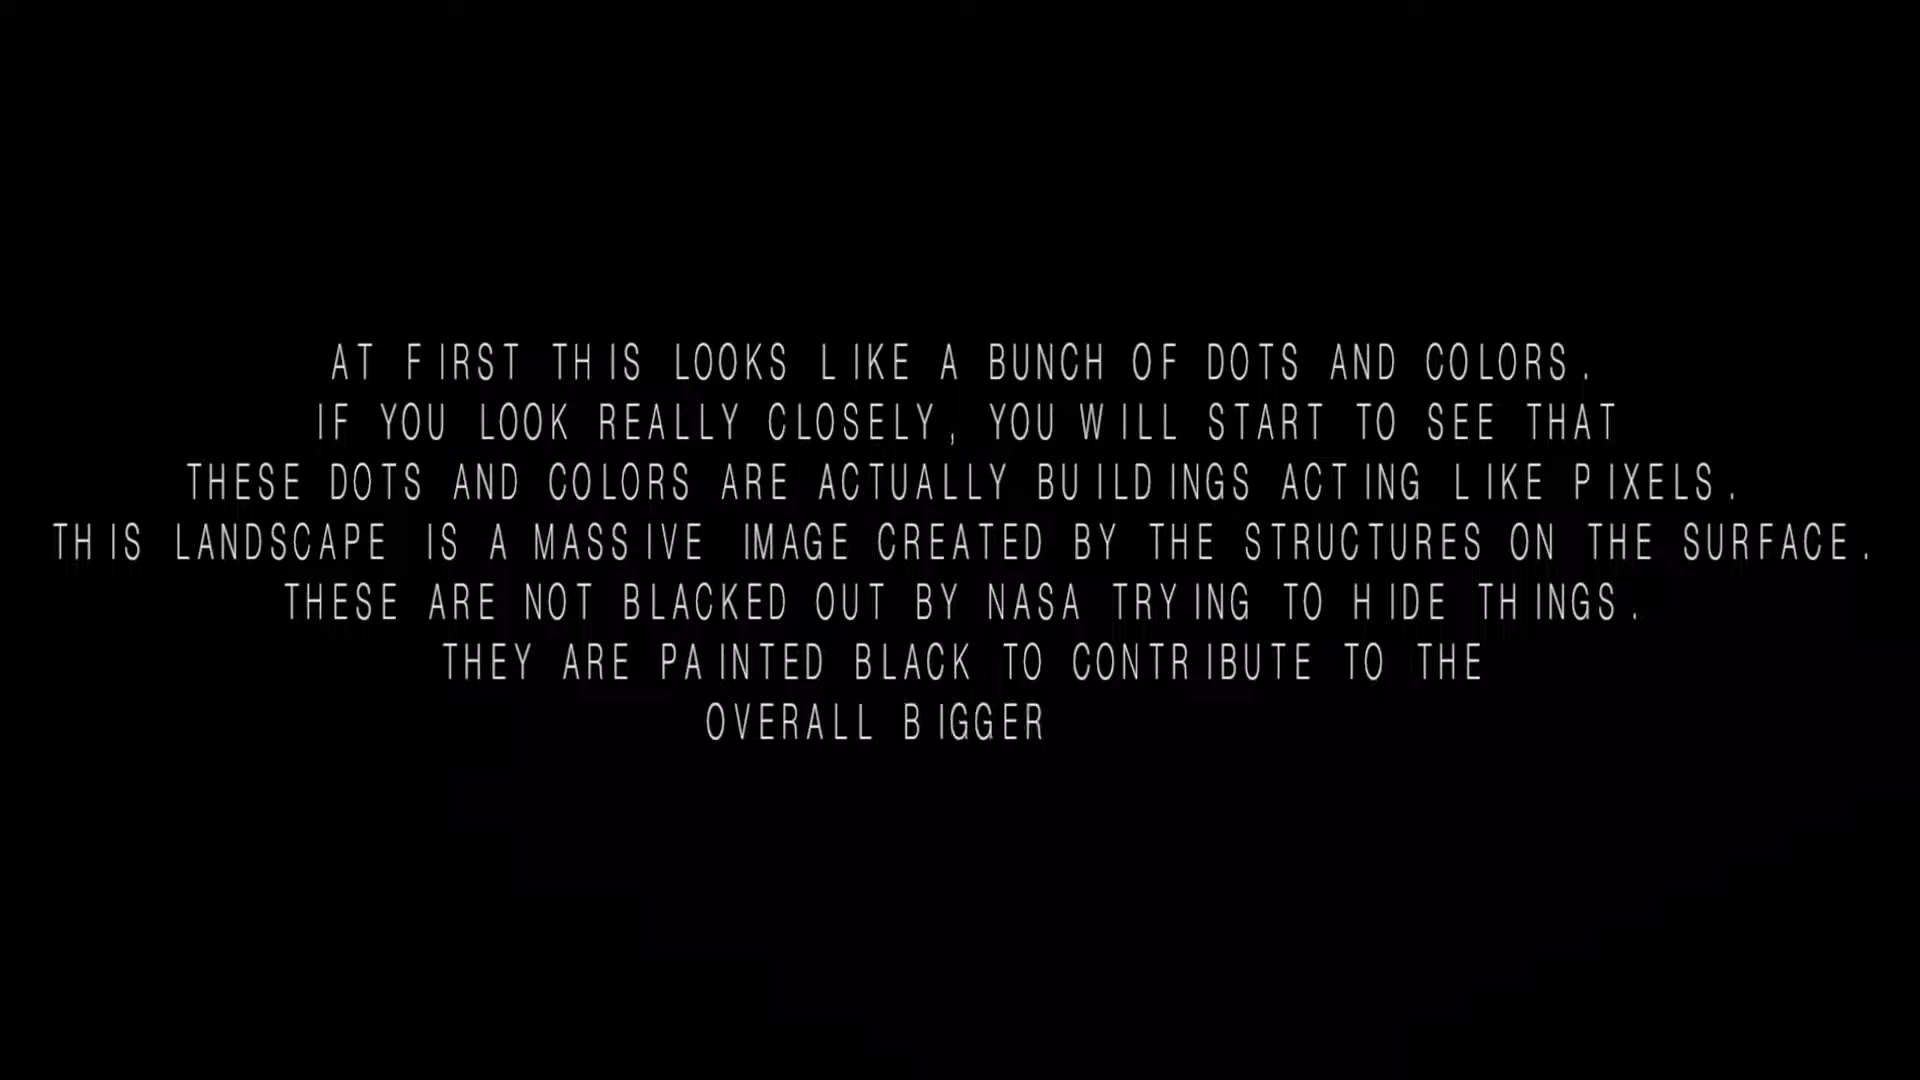 AT FIRST THIS LOOKS LIKE A BUNCH OF DOTS AND COLORS.
IF YOU LOOK REALLY CLOSELY, YOU WILL START TO SEE THAT
THESE DOTS AND COLORS ARE ACTUALLY BUILDINGS ACTING LIKE PIXELS.
THIS LANDSCAPE IS A MASSIVE IMAGE CREATED BY THE STRUCTURES ON THE SURFACE.
THESE ARE NOT BLACKED OUT BY NASA TRYING TO HIDE THINGS.
THEY ARE PAINTED BLACK TO CONTRIBUTE TO THE
OVERALL BIGGER